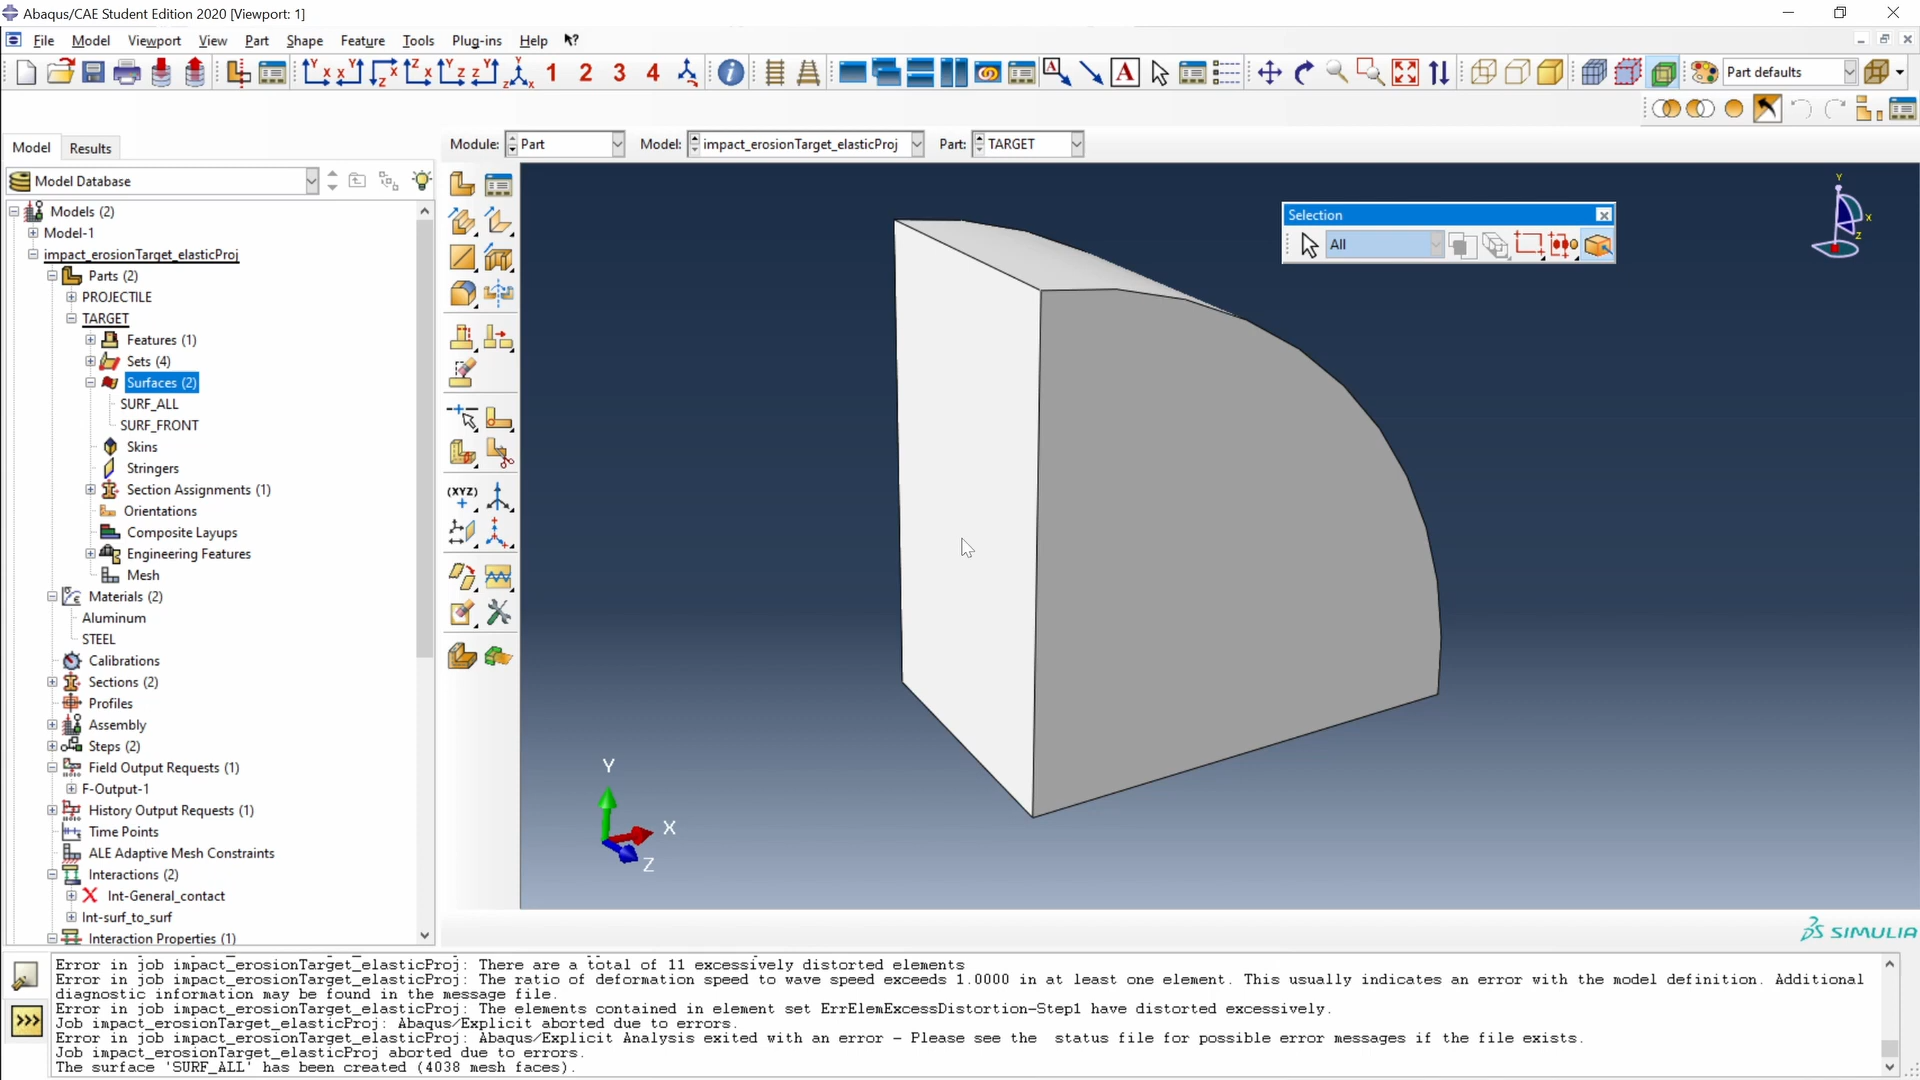 Abaqus/CAE Student Edition 2020 [Viewport: 1]
File Model Viewport View Part Shape Feature Tools Plug-ins Help
1 2 3 4 Part defaults
Model Results
Module: Part Model: impact_erosionTarget_elasticProj Part: TARGET
Model Database
Models (2)
Model-1
impact_erosionTarget_elasticProj
Parts (2)
PROJECTILE
TARGET
Features (1)
Sets (4)
Surfaces (2)
SURF_ALL
SURF_FRONT
Skins
Stringers
Section Assignments (1)
Orientations
Composite Layups
Engineering Features
Mesh
Materials (2)
Aluminum
STEEL
Calibrations
Sections (2)
Profiles
Assembly
Steps (2)
Field Output Requests (1)
F-Output-1
History Output Requests (1)
Time Points
ALE Adaptive Mesh Constraints
Interactions (2)
Int-General_contact
Int-surf_to_surf
Interaction Properties (1)
(XYZ)
Selection
All
Y
X
Z
Y
X
Z
SIMULIA
Error in job impact_erosionTarget_elasticProj: There are a total of 11 excessively distorted elements
Error in job impact_erosionTarget_elasticProj: The ratio of deformation speed to wave speed exceeds 1.0000 in at least one element. This usually indicates an error with the model definition. Additional
diagnostic information may be found in the message file.
Error in job impact_erosionTarget_elasticProj: The elements contained in element set ErrElemExcessDistortion-Step1 have distorted excessively.
Job impact_erosionTarget_elasticProj: Abaqus/Explicit aborted due to errors.
Error in job impact_erosionTarget_elasticProj: Abaqus/Explicit Analysis exited with an error - Please see the status file for possible error messages if the file exists.
Job impact_erosionTarget_elasticProj aborted due to errors.
The surface 'SURF_ALL' has been created (4038 mesh faces).